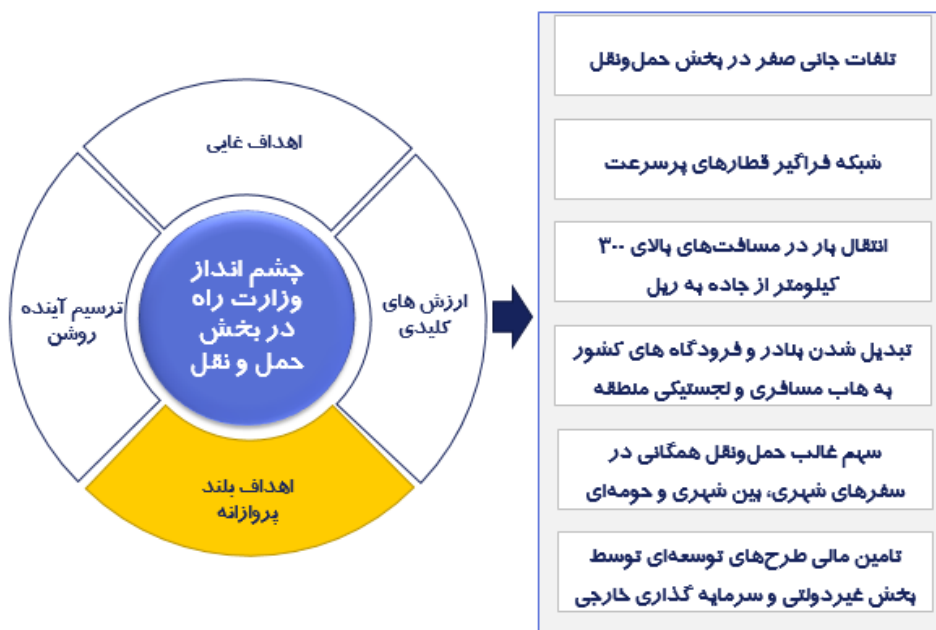 اهداف غایی
ارزش های
کلیدی
ترسیم آینده
روشن
اهداف بلند
پروازانه
چشم انداز
وزارت راه
در بخش
حمل و نقل
تلفات جانی صفر در بخش حمل‌ونقل
شبکه فراگیر قطارهای پرسرعت
انتقال بار در مسافت‌های بالای ۳۰۰
کیلومتر از جاده به ریل
تبدیل شدن بنادر و فرودگاه های کشور
به هاب مسافری و لجستیکی منطقه
سهم غالب حمل‌ونقل همگانی در
سفرهای شهری، بین شهری و حومه‌ای
تامین مالی طرح‌های توسعه‌ای توسط
بخش غیردولتی و سرمایه گذاری خارجی